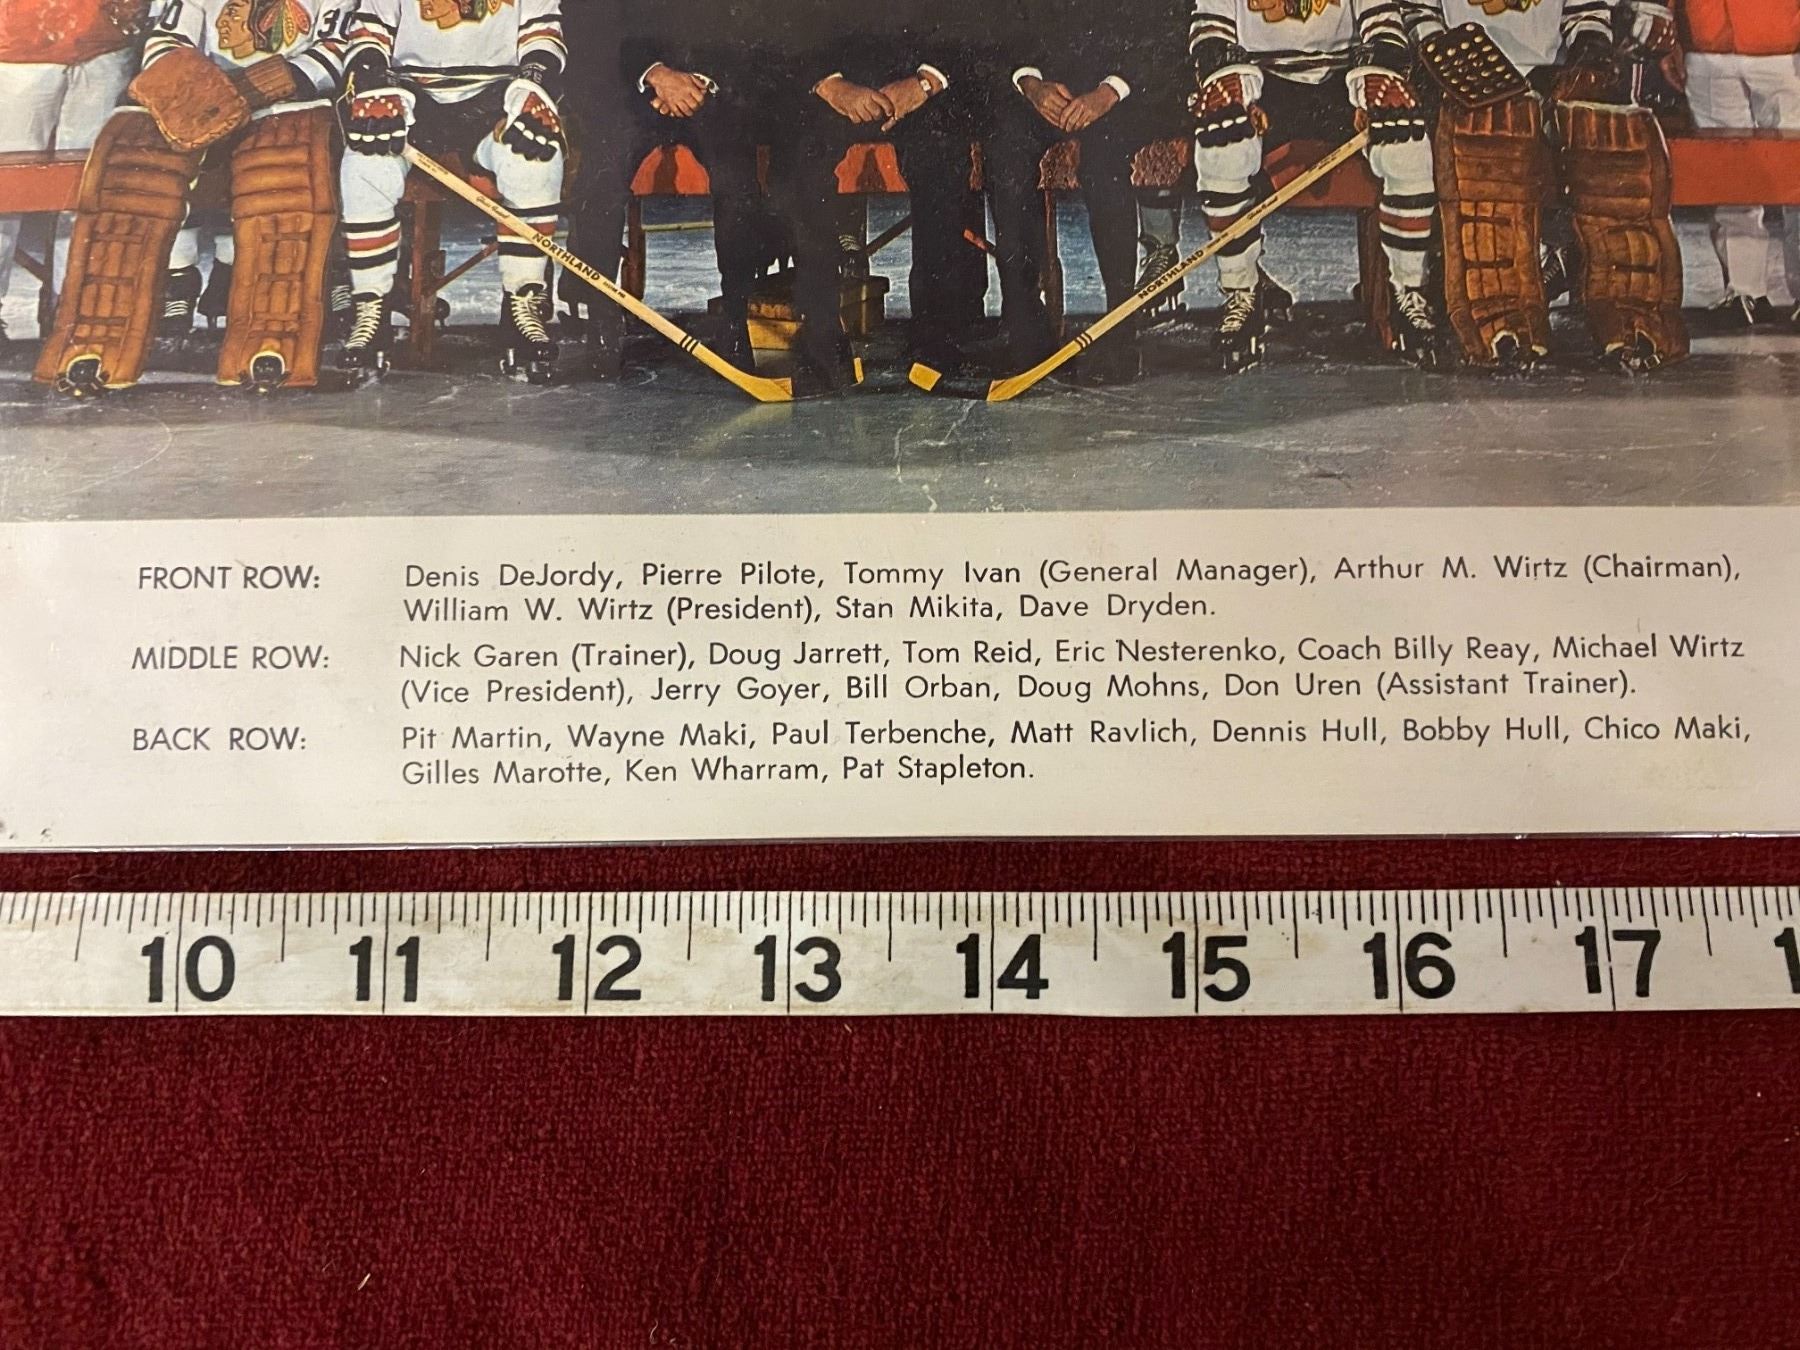 30
NORTHLAND
NORTHLAND
FRONT ROW: Denis DeJordy, Pierre Pilote, Tommy Ivan (General Manager), Arthur M. Wirtz (Chairman),
William W. Wirtz (President), Stan Mikita, Dave Dryden.
MIDDLE ROW: Nick Garen (Trainer), Doug Jarrett, Tom Reid, Eric Nesterenko, Coach Billy Reay, Michael Wirtz
(Vice President), Jerry Goyer, Bill Orban, Doug Mohns, Don Uren (Assistant Trainer).
BACK ROW: Pit Martin, Wayne Maki, Paul Terbenche, Matt Ravlich, Dennis Hull, Bobby Hull, Chico Maki,
Gilles Marotte, Ken Wharram, Pat Stapleton.
10 11 12 13 14 15 16 17